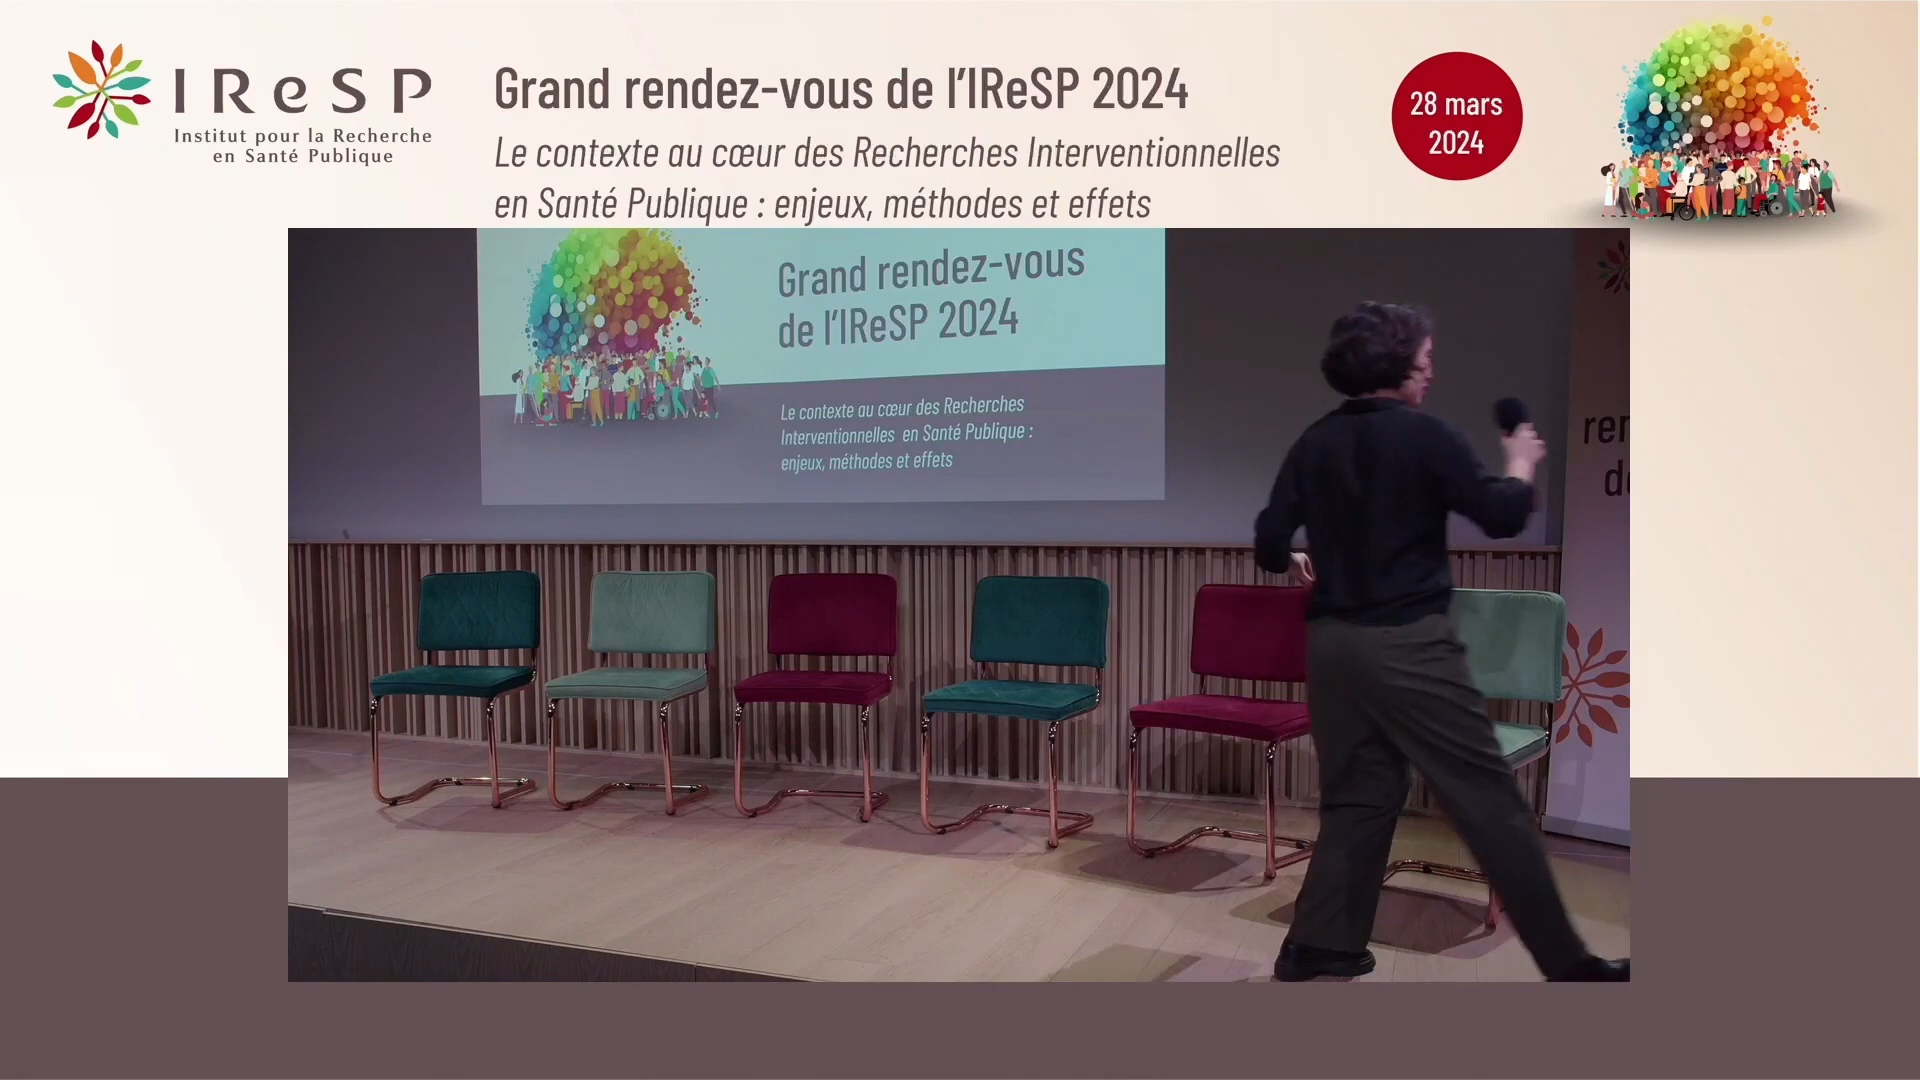 IReSP
Institut pour la Recherche
en Santé Publique
Grand rendez-vous de l’IReSP 2024
Le contexte au cœur des Recherches Interventionnelles
en Santé Publique : enjeux, méthodes et effets
28 mars
2024
Grand rendez-vous
de l’IReSP 2024
Le contexte au cœur des Recherches
Interventionnelles en Santé Publique :
enjeux, méthodes et effets